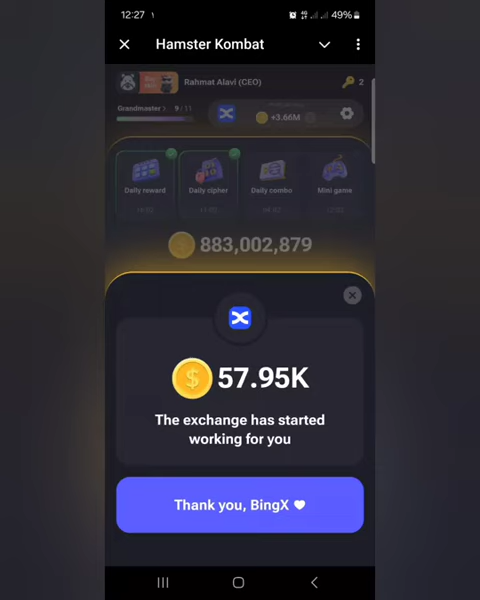 12:27
49%
Hamster Kombat
Rahmat Alavi (CEO)
2
Grandmaster >
9 / 11
+3.66M
Daily reward
Daily cipher
Daily combo
Mini game
883,002,879
57.95K
The exchange has started
working for you
Thank you, BingX